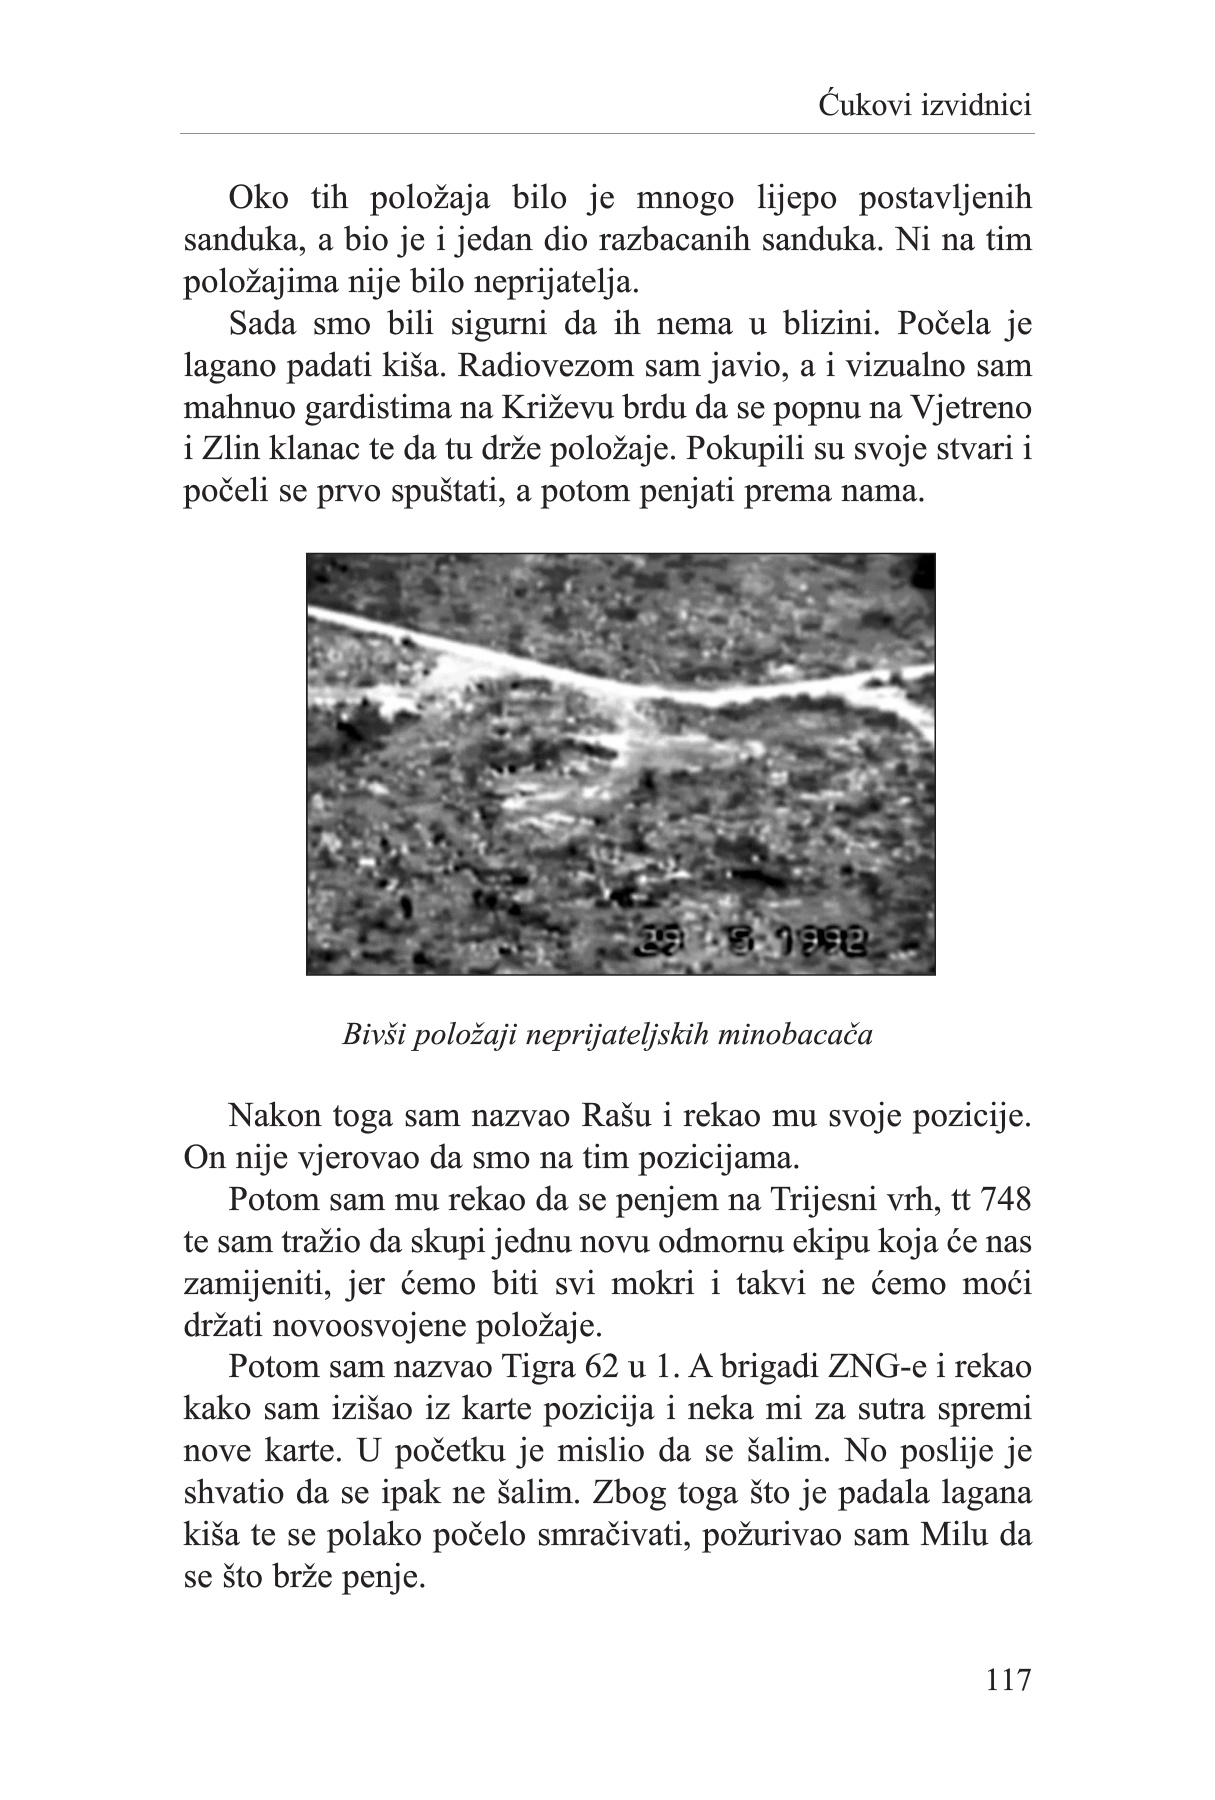 Ćukovi izvidnici
Oko tih položaja bilo je mnogo lijepo postavljenih
sanduka, a bio je i jedan dio razbacanih sanduka. Ni na tim
položajima nije bilo neprijatelja.
Sada smo bili sigurni da ih nema u blizini. Počela je
lagano padati kiša. Radiovezom sam javio, a i vizualno sam
mahnuo gardistima na Križevu brdu da se popnu na Vjetreno
i Zlin klanac te da tu drže položaje. Pokupili su svoje stvari i
počeli se prvo spuštati, a potom penjati prema nama.
29 5 1992
Bivši položaji neprijateljskih minobacača
Nakon toga sam nazvao Rašu i rekao mu svoje pozicije.
On nije vjerovao da smo na tim pozicijama.
Potom sam mu rekao da se penjem na Trijesni vrh, tt 748
te sam tražio da skupi jednu novu odmornu ekipu koja će nas
zamijeniti, jer ćemo biti svi mokri i takvi ne ćemo moći
držati novoosvojene položaje.
Potom sam nazvao Tigra 62 u 1. A brigadi ZNG-e i rekao
kako sam izišao iz karte pozicija i neka mi za sutra spremi
nove karte. U početku je mislio da se šalim. No poslije je
shvatio da se ipak ne šalim. Zbog toga što je padala lagana
kiša te se polako počelo smračivati, požurivao sam Milu da
se što brže penje.
117